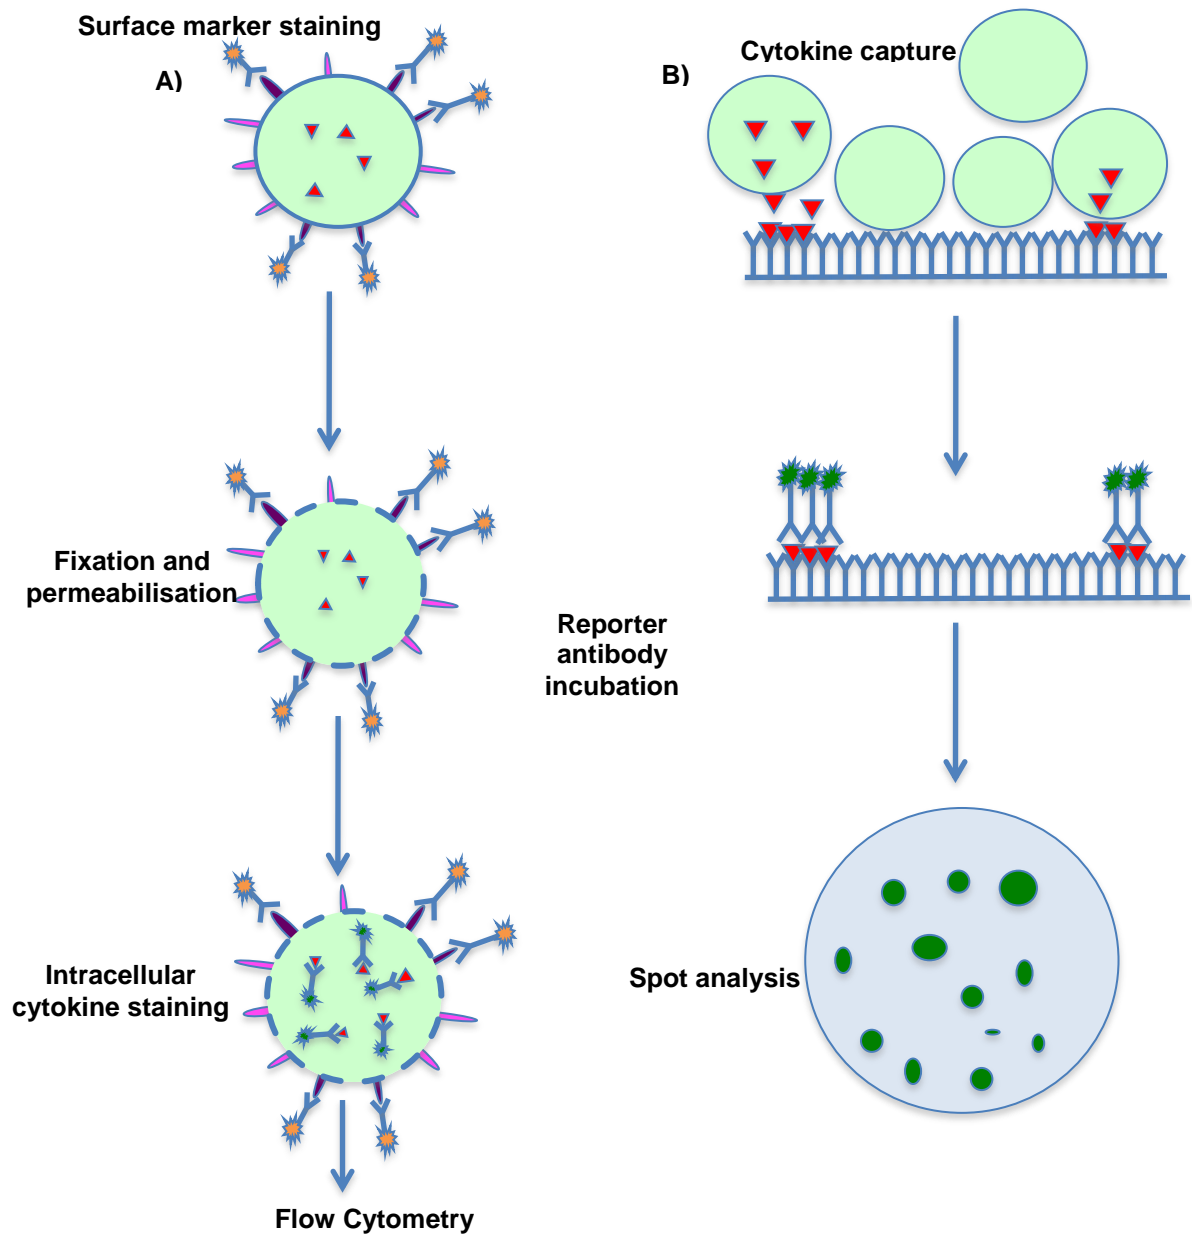 Surface marker staining
A)
Fixation and
permeabilisation
Intracellular
cytokine staining
Flow Cytometry
Cytokine capture
B)
Reporter
antibody
incubation
Spot analysis